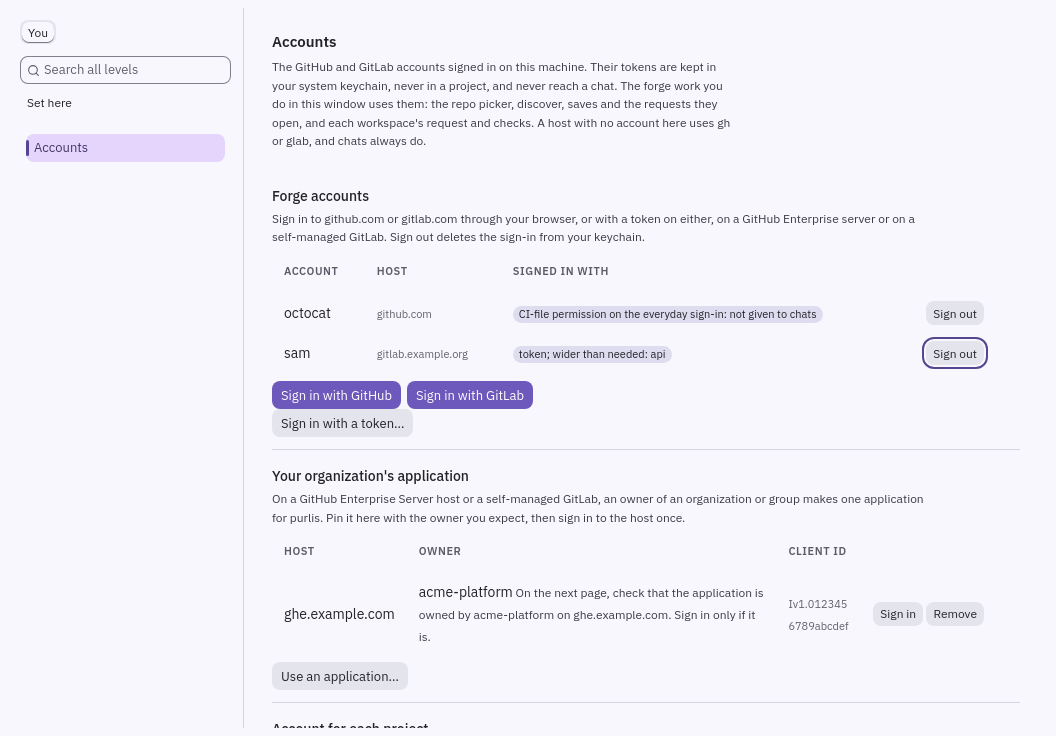 You
Search all levels
Set here
Accounts
Accounts
The GitHub and GitLab accounts signed in on this machine. Their tokens are kept in
your system keychain, never in a project, and never reach a chat. The forge work you
do in this window uses them: the repo picker, discover, saves and the requests they
open, and each workspace's request and checks. A host with no account here uses gh
or glab, and chats always do.
Forge accounts
Sign in to github.com or gitlab.com through your browser, or with a token on either, on a GitHub Enterprise server or on a
self-managed GitLab. Sign out deletes the sign-in from your keychain.
ACCOUNT HOST SIGNED IN WITH
octocat github.com CI-file permission on the everyday sign-in: not given to chats Sign out
sam gitlab.example.org token; wider than needed: api Sign out
Sign in with GitHub Sign in with GitLab
Sign in with a token…
Your organization's application
On a GitHub Enterprise Server host or a self-managed GitLab, an owner of an organization or group makes one application
for purlis. Pin it here with the owner you expect, then sign in to the host once.
HOST OWNER CLIENT ID
ghe.example.com acme-platform On the next page, check that the application is
owned by acme-platform on ghe.example.com. Sign in only if it
is.
Iv1.012345
6789abcdef
Sign in Remove
Use an application…
Account for each project